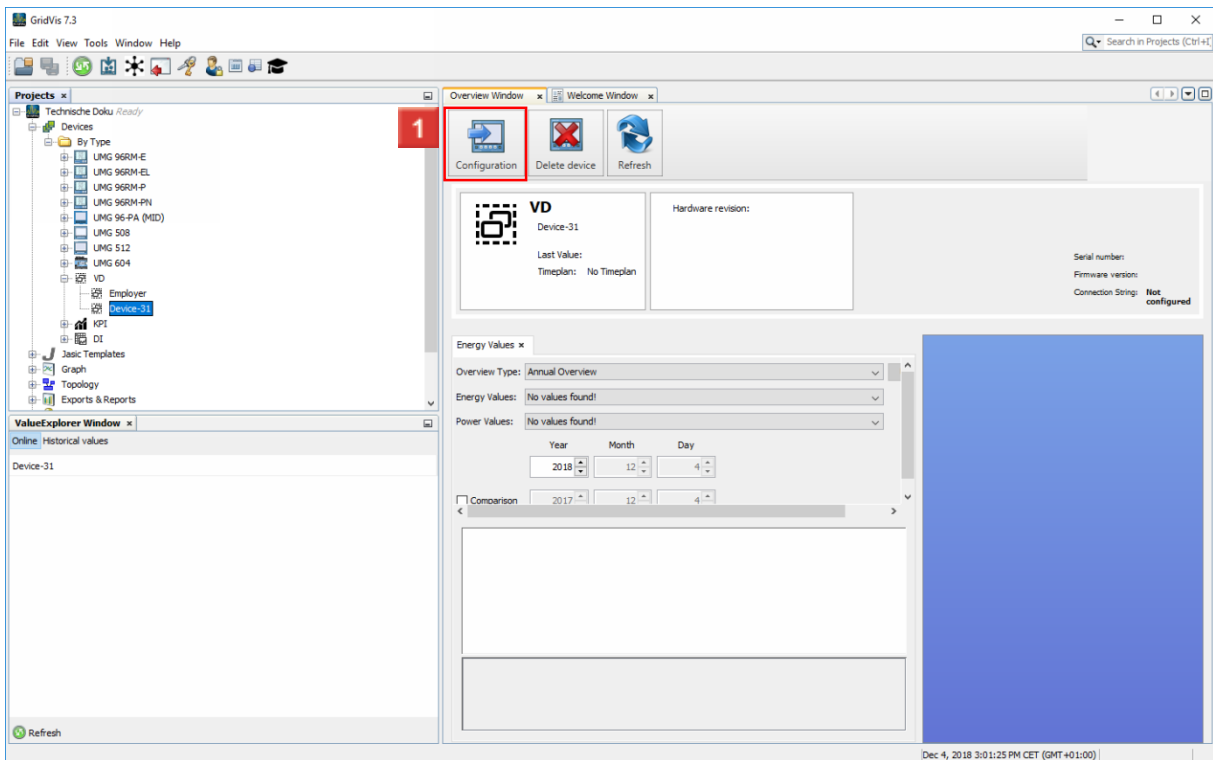 GridVis 7.3
File Edit View Tools Window Help
Search in Projects (Ctrl+I
Projects
Technische Doku Ready
Devices
By Type
UMG 96RM-E
UMG 96RM-EL
UMG 96RM-P
UMG 96RM-PN
UMG 96-PA (MID)
UMG 508
UMG 512
UMG 604
VD
Employer
Device-31
KPI
DI
Jasic Templates
Graph
Topology
Exports & Reports
ValueExplorer Window
Online Historical values
Device-31
Refresh
Overview Window Welcome Window
1
Configuration Delete device Refresh
VD
Device-31
Last Value:
Timeplan: No Timeplan
Hardware revision:
Serial number:
Firmware version:
Connection String: Not
configured
Energy Values
Overview Type: Annual Overview
Energy Values: No values found!
Power Values: No values found!
Year Month Day
2018 12 4
Comparison 2017 12 4
Dec 4, 2018 3:01:25 PM CET (GMT+01:00)